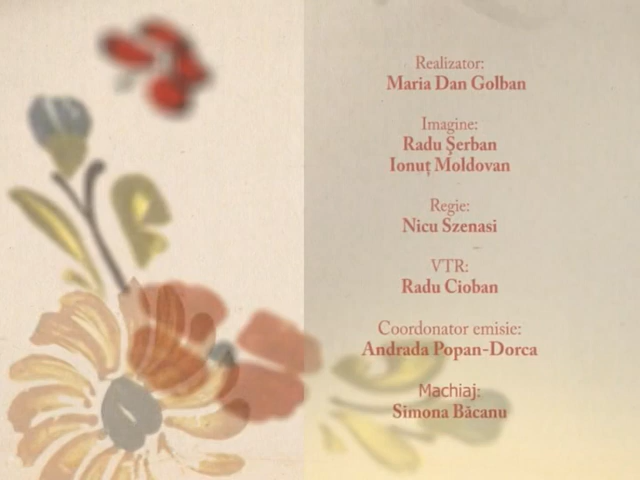 Realizator:
Maria Dan Golban
Imagine:
Radu Şerban
Ionuţ Moldovan
Regie:
Nicu Szenasi
VTR:
Radu Cioban
Coordonator emisie:
Andrada Popan-Dorca
Machiaj:
Simona Băcanu